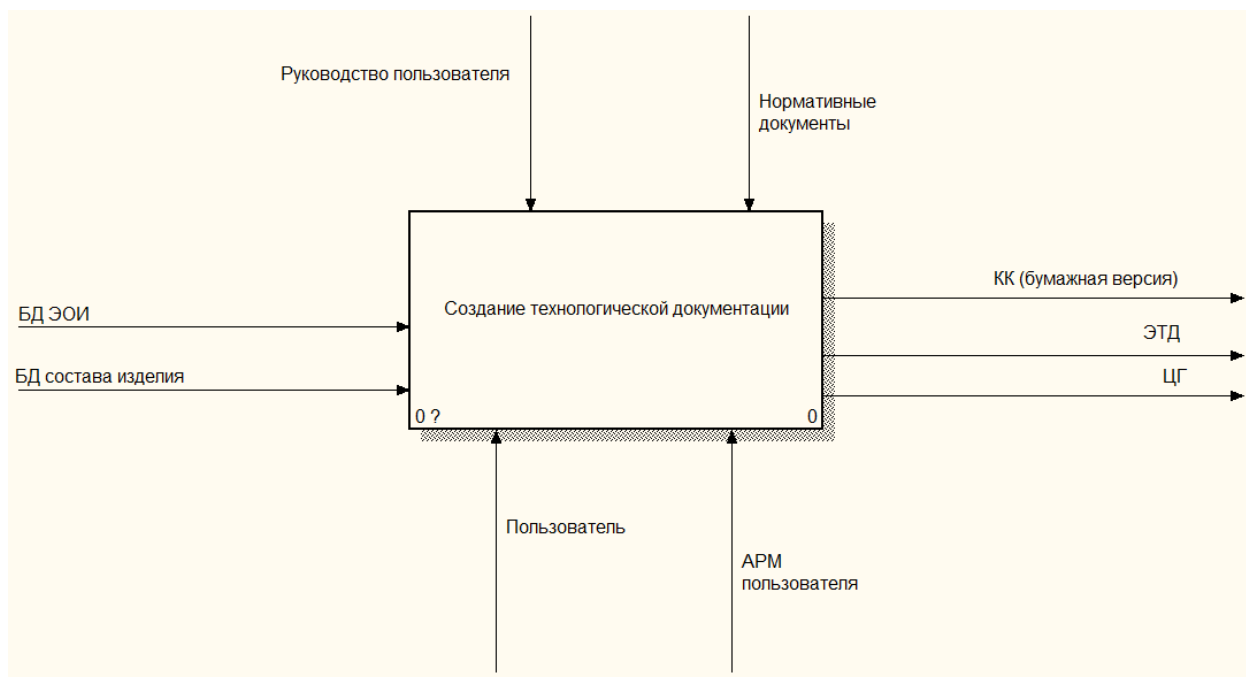 Руководство пользователя
Нормативные
документы
КК (бумажная версия)
Создание технологической документации
БД ЭОИ
ЭТД
БД состава изделия
ЦГ
0 ?
0
Пользователь
АРМ
пользователя